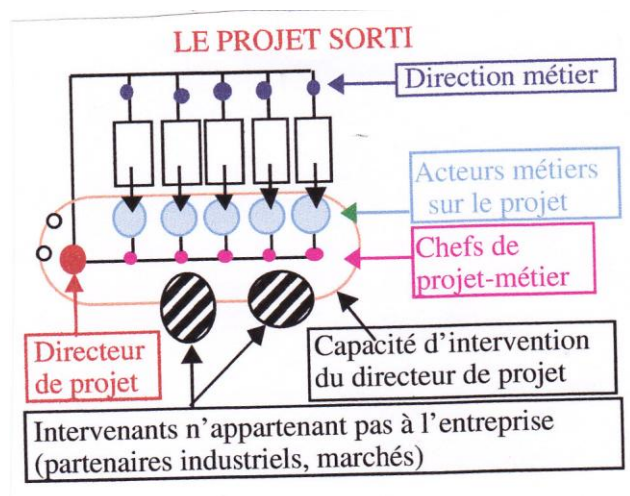 LE PROJET SORTI
Direction métier
Acteurs métiers
sur le projet
Chefs de
projet-métier
Directeur
de projet
Capacité d'intervention
du directeur de projet
Intervenants n'appartenant pas à l'entreprise
(partenaires industriels, marchés)